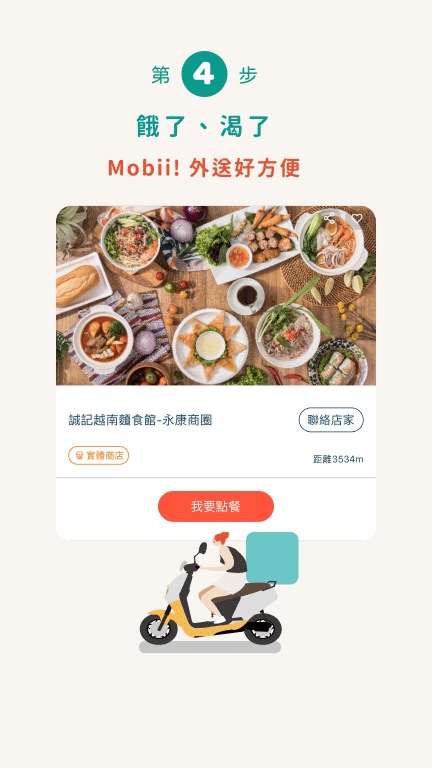 第 4 步
餓了、渴了
Mobii! 外送好方便
誠記越南麵食館-永康商圈
聯絡店家
實體商店
距離3534m
我要點餐